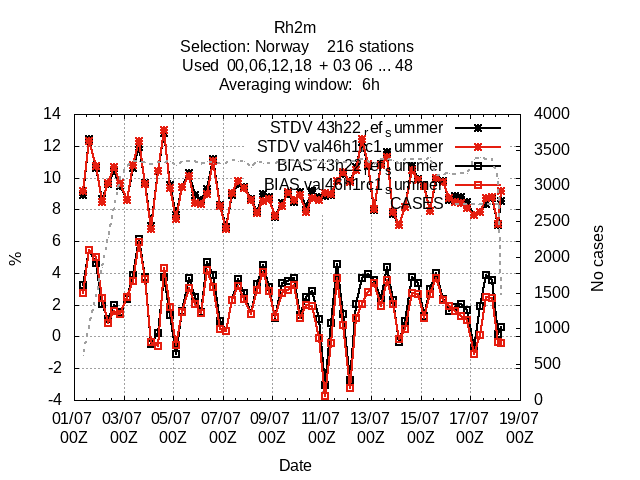 Rh2m
Selection: Norway 216 stations
Used 00,06,12,18 + 03 06 ... 48
Averaging window: 6h
STDV 43h22_ref_summer
STDV val46h1rc1_summer
BIAS 43h22_ref_summer
BIAS val46h1rc1_summer
CASES
14
12
10
8
6
4
2
0
-2
-4
%
4000
3500
3000
2500
2000
1500
1000
500
0
No cases
01/07 03/07 05/07 07/07 09/07 11/07 13/07 15/07 17/07 19/07
00Z 00Z 00Z 00Z 00Z 00Z 00Z 00Z 00Z 00Z
Date